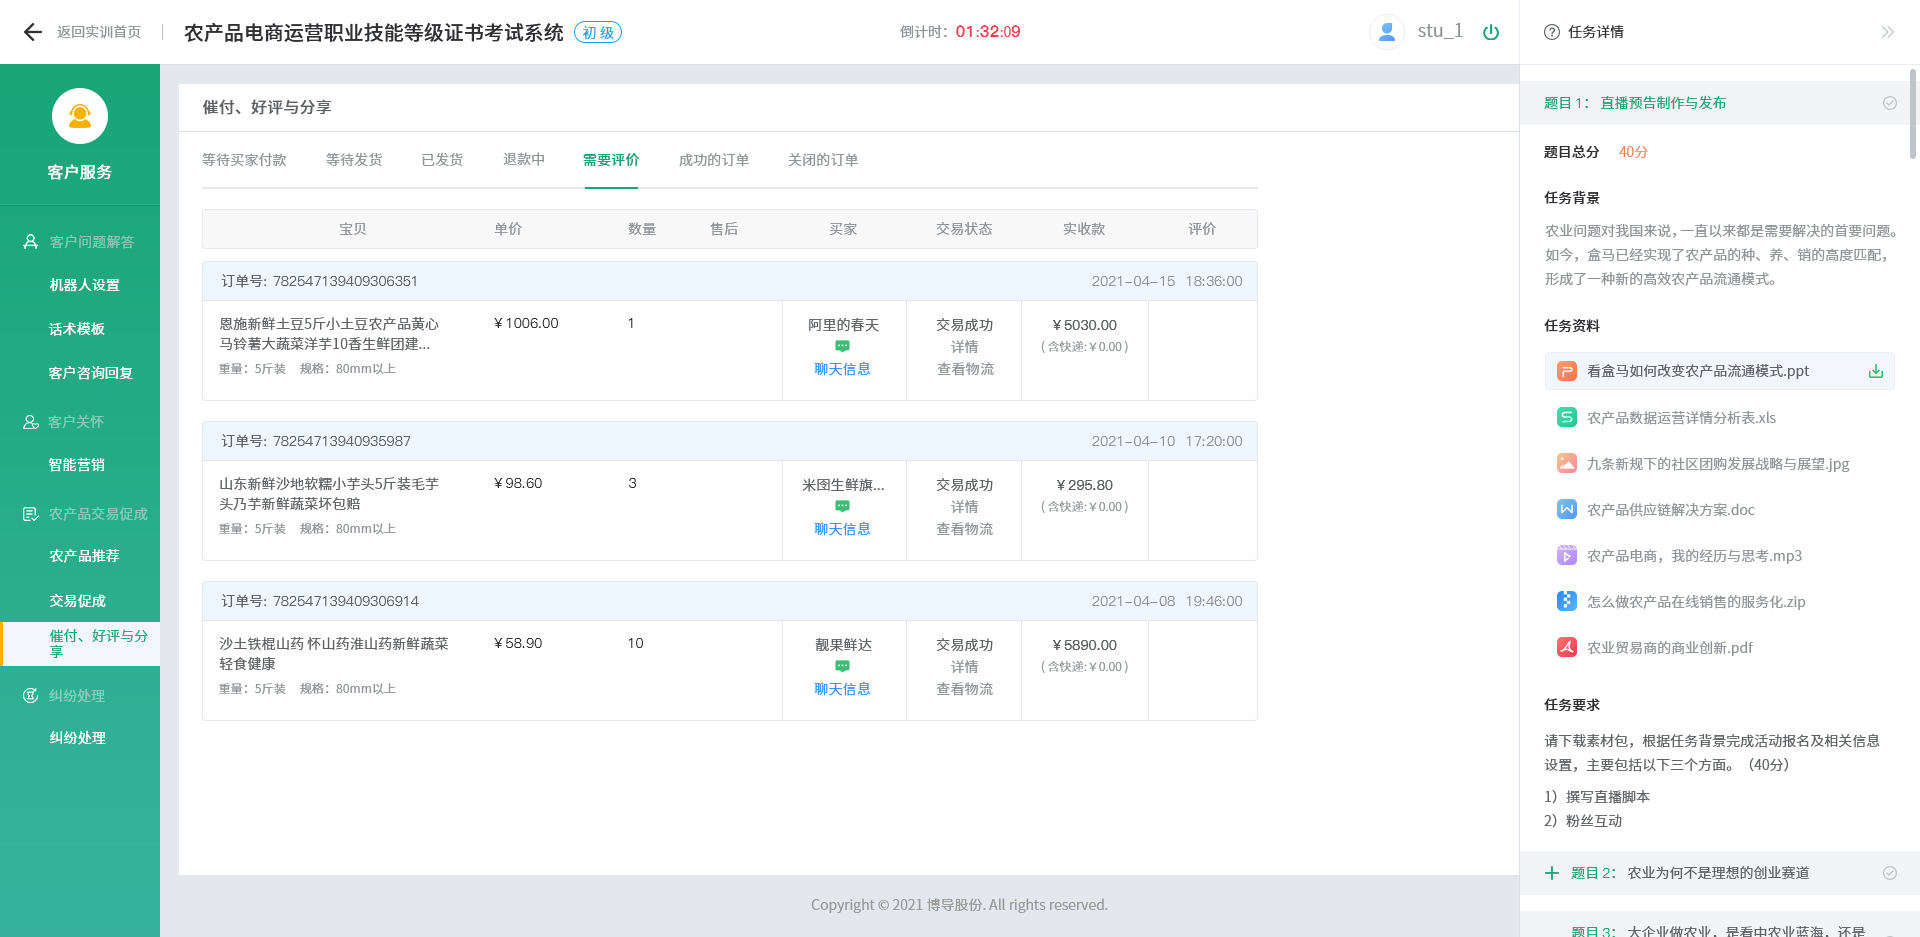 返回实训首页
农产品电商运营职业技能等级证书考试系统
初 级
倒计时：01:32:09
stu_1
任务详情
客户服务
客户问题解答
机器人设置
话术模板
客户咨询回复
客户关怀
智能营销
农产品交易促成
农产品推荐
交易促成
催付、好评与分
享
纠纷处理
纠纷处理
催付、好评与分享
等待买家付款 等待发货 已发货 退款中 需要评价 成功的订单 关闭的订单
宝贝 单价 数量 售后 买家 交易状态 实收款 评价
订单号: 782547139409306351 2021-04-15 18:36:00
恩施新鲜土豆5斤小土豆农产品黄心
马铃薯大蔬菜洋芋10香生鲜团建...
重量：5斤装 规格：80mm以上
￥1006.00
1
阿里的春天
聊天信息
交易成功
详情
查看物流
￥5030.00
( 含快递:￥0.00 )
订单号: 78254713940935987 2021-04-10 17:20:00
山东新鲜沙地软糯小芋头5斤装毛芋
头乃芋新鲜蔬菜坏包赔
重量：5斤装 规格：80mm以上
￥98.60
3
米图生鲜旗...
聊天信息
交易成功
详情
查看物流
￥295.80
( 含快递:￥0.00 )
订单号: 782547139409306914 2021-04-08 19:46:00
沙土铁棍山药 怀山药淮山药新鲜蔬菜
轻食健康
重量：5斤装 规格：80mm以上
￥58.90
10
靓果鲜达
聊天信息
交易成功
详情
查看物流
￥5890.00
( 含快递:￥0.00 )
Copyright © 2021 博导股份. All rights reserved.
题目 1： 直播预告制作与发布
题目总分 40分
任务背景
农业问题对我国来说，一直以来都是需要解决的首要问题。
如今，盒马已经实现了农产品的种、养、销的高度匹配，
形成了一种新的高效农产品流通模式。
任务资料
看盒马如何改变农产品流通模式.ppt
农产品数据运营详情分析表.xls
九条新规下的社区团购发展战略与展望.jpg
农产品供应链解决方案.doc
农产品电商，我的经历与思考.mp3
怎么做农产品在线销售的服务化.zip
农业贸易商的商业创新.pdf
任务要求
请下载素材包，根据任务背景完成活动报名及相关信息
设置，主要包括以下三个方面。（40分）
1）撰写直播脚本
2）粉丝互动
题目 2： 农业为何不是理想的创业赛道
题目 3： 大企业做农业，是看中农业蓝海，还是